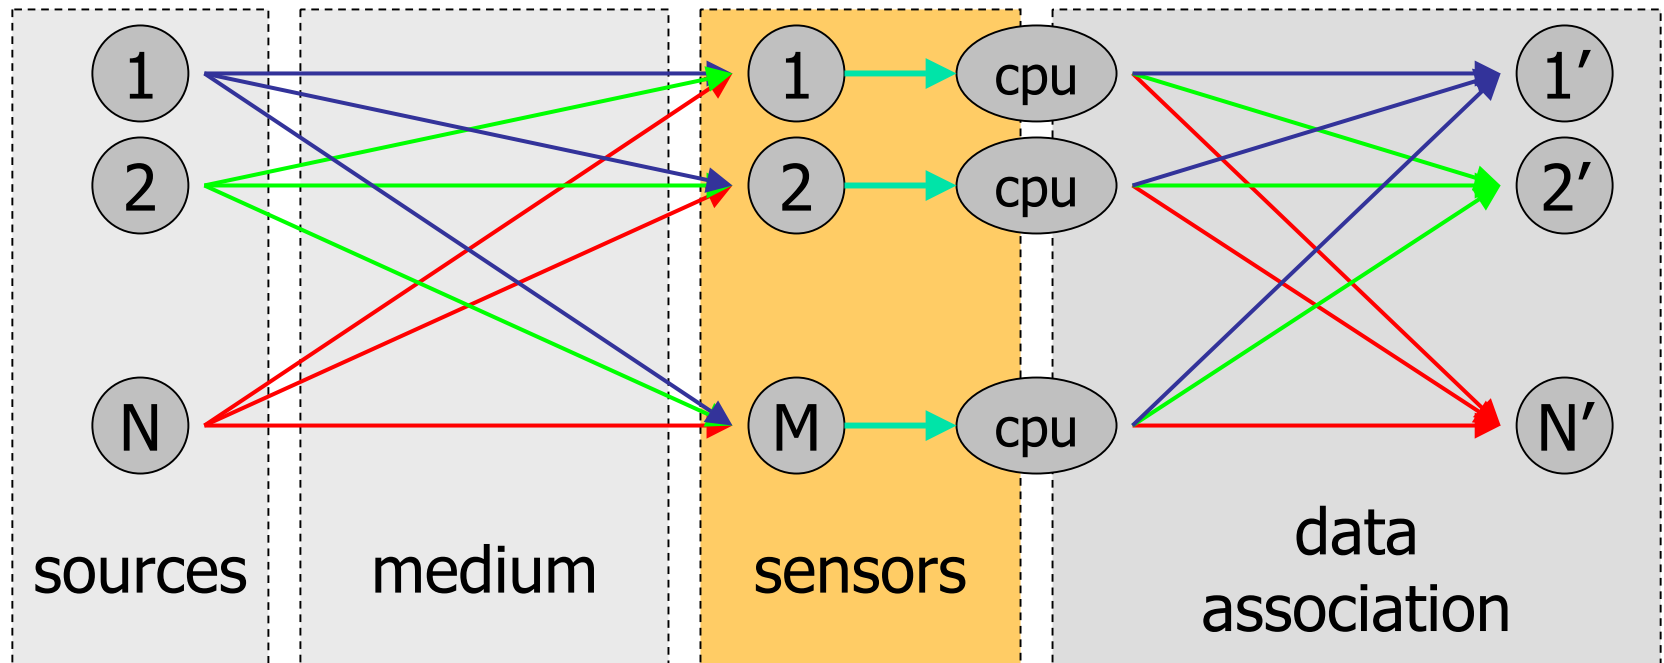 1
1
cpu
1′
2
2
cpu
2′
N
M
cpu
N′
sources
medium
sensors
data
association